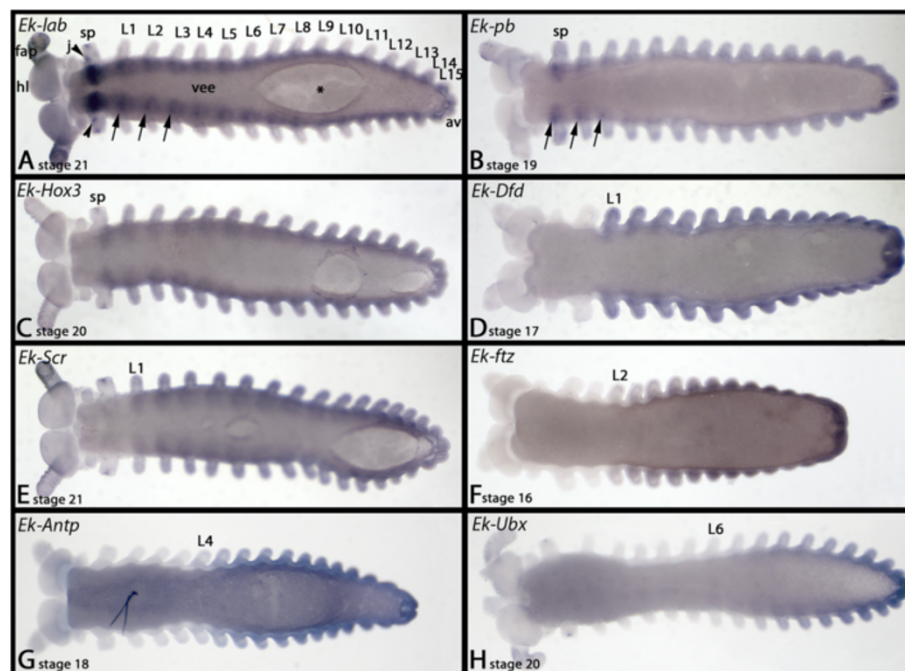 Ek-lab
fap j sp L1 L2 L3 L4 L5 L6 L7 L8 L9 L10 L11 L12 L13 L14 L15
hl vee * av
A stage 21
Ek-pb
sp
B stage 19
Ek-Hox3
sp
C stage 20
Ek-Dfd
L1
D stage 17
Ek-Scr
L1
E stage 21
Ek-ftz
L2
F stage 16
Ek-Antp
L4
G stage 18
Ek-Ubx
L6
H stage 20